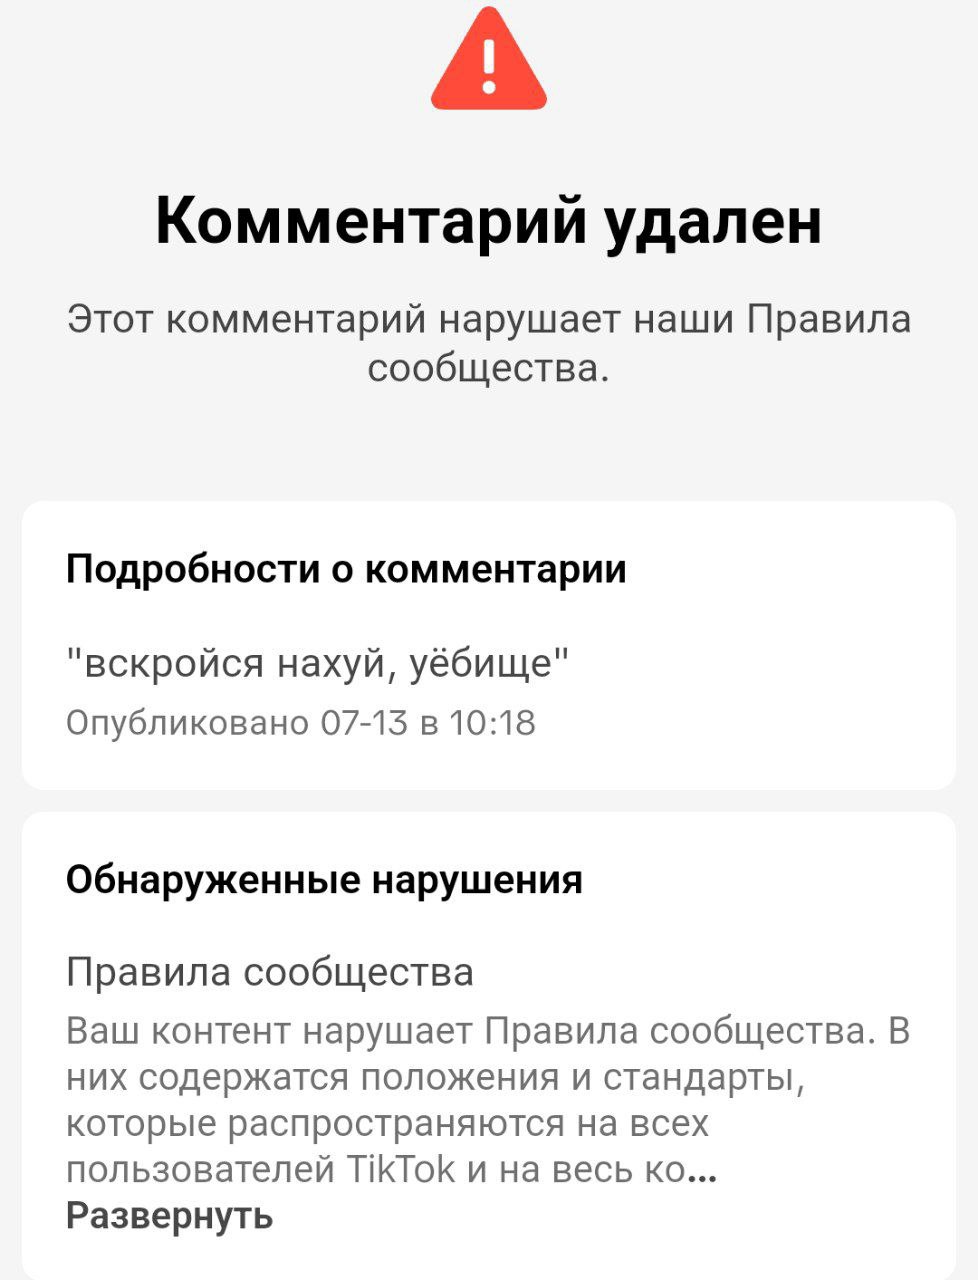 Комментарий удален
Этот комментарий нарушает наши Правила
сообщества.
Подробности о комментарии
"вскройся нахуй, уёбище"
Опубликовано 07-13 в 10:18
Обнаруженные нарушения
Правила сообщества
Ваш контент нарушает Правила сообщества. В
них содержатся положения и стандарты,
которые распространяются на всех
пользователей TikTok и на весь ко...
Развернуть